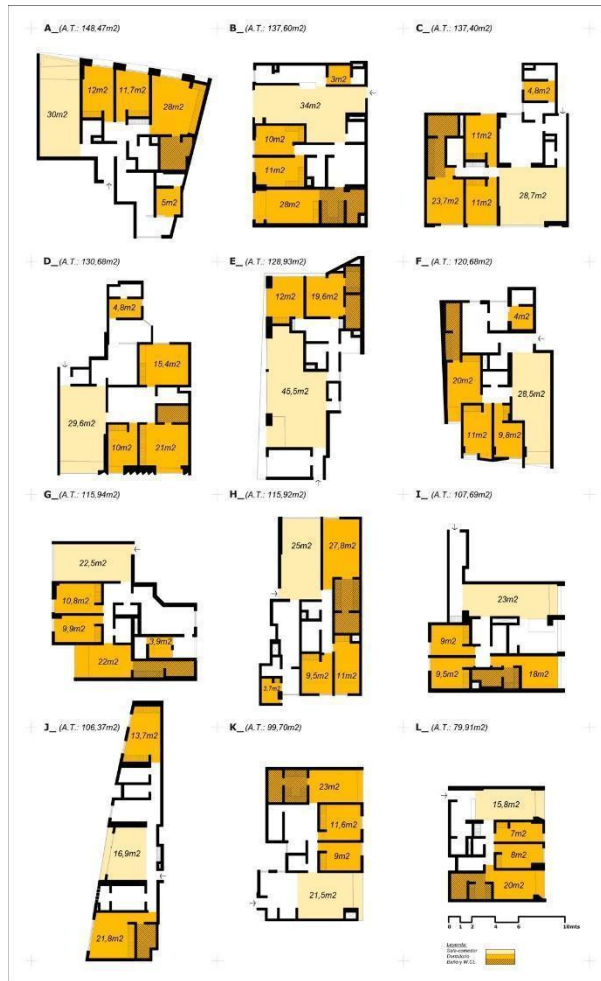 A_ (A.T.: 148,47m2)
B_ (A.T.: 137,60m2)
C_ (A.T.: 137,40m2)
30m2
12m2
11,7m2
28m2
5m2
3m2
34m2
10m2
11m2
28m2
4,8m2
11m2
23,7m2
11m2
28,7m2
D_ (A.T.: 130,68m2)
E_ (A.T.: 128,93m2)
F_ (A.T.: 120,68m2)
4,8m2
15,4m2
29,6m2
10m2
21m2
12m2
19,6m2
45,5m2
4m2
20m2
28,5m2
11m2
9,8m2
G_ (A.T.: 115,94m2)
H_ (A.T.: 115,92m2)
I_ (A.T.: 107,69m2)
22,5m2
10,8m2
9,9m2
3,9m2
22m2
25m2
27,8m2
9,5m2
11m2
3,7m2
23m2
9m2
9,5m2
18m2
J_ (A.T.: 106,37m2)
K_ (A.T.: 99,70m2)
L_ (A.T.: 79,91m2)
13,7m2
16,9m2
21,8m2
23m2
11,6m2
9m2
21,5m2
15,8m2
7m2
8m2
20m2
0 1 2 4 6 10mts
Leyenda:
Sala-comedor
Dormitorio
Baño y W.CL.